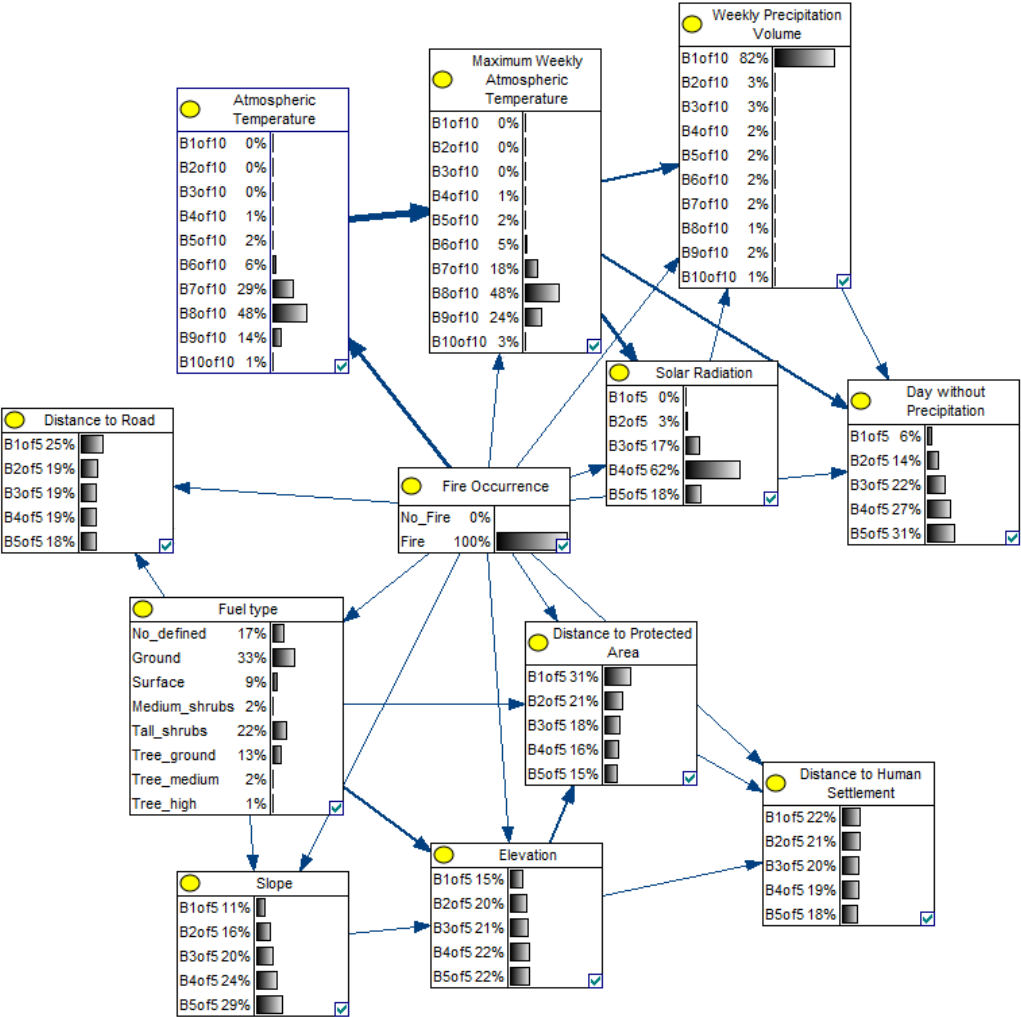 Weekly Precipitation
Volume
B1of10 82%
B2of10 3%
B3of10 3%
B4of10 2%
B5of10 2%
B6of10 2%
B7of10 2%
B8of10 1%
B9of10 2%
B10of10 1%
Maximum Weekly
Atmospheric
Temperature
B1of10 0%
B2of10 0%
B3of10 0%
B4of10 1%
B5of10 2%
B6of10 5%
B7of10 18%
B8of10 48%
B9of10 24%
B10of10 3%
Atmospheric
Temperature
B1of10 0%
B2of10 0%
B3of10 0%
B4of10 1%
B5of10 2%
B6of10 6%
B7of10 29%
B8of10 48%
B9of10 14%
B10of10 1%
Solar Radiation
B1of5 0%
B2of5 3%
B3of5 17%
B4of5 62%
B5of5 18%
Day without
Precipitation
B1of5 6%
B2of5 14%
B3of5 22%
B4of5 27%
B5of5 31%
Distance to Road
B1of5 25%
B2of5 19%
B3of5 19%
B4of5 19%
B5of5 18%
Fire Occurrence
No_Fire 0%
Fire 100%
Fuel type
No_defined 17%
Ground 33%
Surface 9%
Medium_shrubs 2%
Tall_shrubs 22%
Tree_ground 13%
Tree_medium 2%
Tree_high 1%
Distance to Protected
Area
B1of5 31%
B2of5 21%
B3of5 18%
B4of5 16%
B5of5 15%
Distance to Human
Settlement
B1of5 22%
B2of5 21%
B3of5 20%
B4of5 19%
B5of5 18%
Elevation
B1of5 15%
B2of5 20%
B3of5 21%
B4of5 22%
B5of5 22%
Slope
B1of5 11%
B2of5 16%
B3of5 20%
B4of5 24%
B5of5 29%